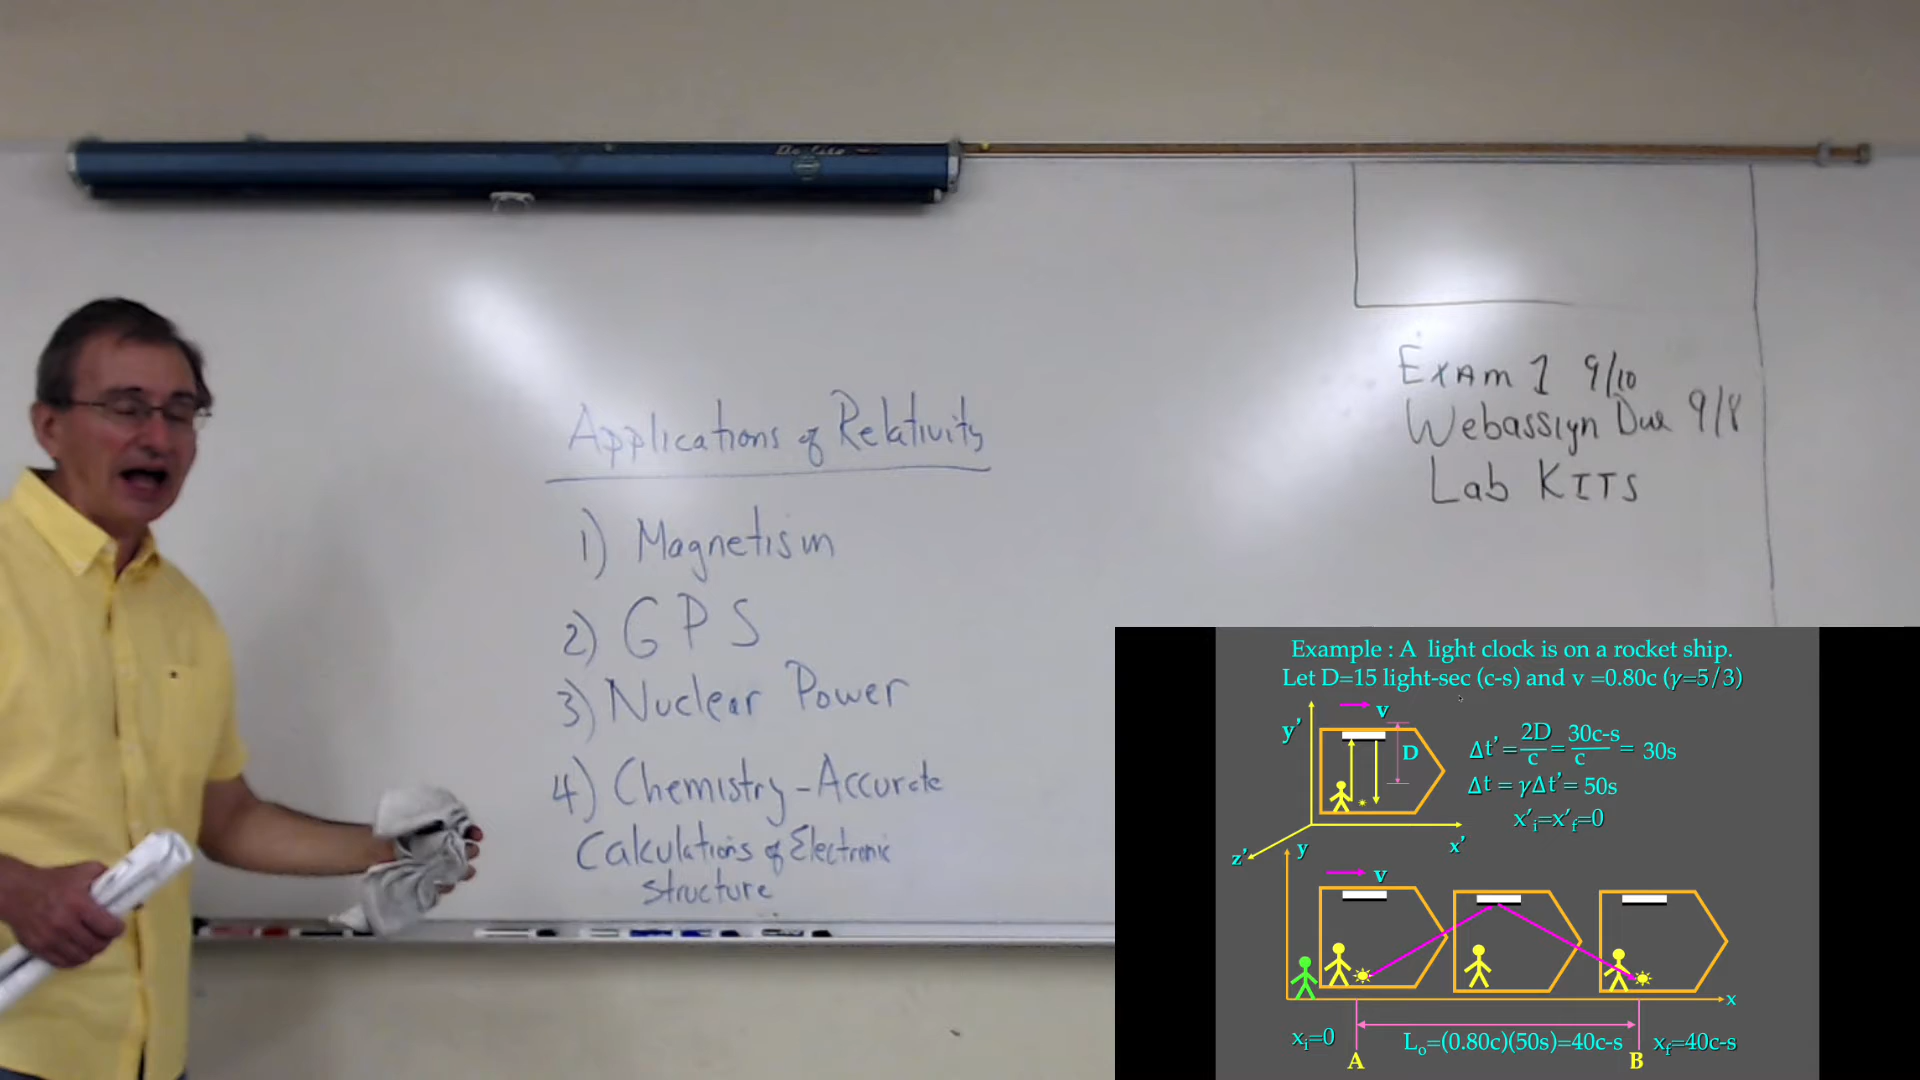 Da-Lite
Applications of Relativity
1) Magnetism
2) GPS
3) Nuclear Power
4) Chemistry - Accurate
Calculations of Electronic
structure
Exam 1 9/10
Webassign Due 9/8
Lab KITS
Example : A light clock is on a rocket ship.
Let D=15 light-sec (c-s) and v =0.80c (γ=5/3)
v
y'
D
Δt'= 2D/c = 30c-s/c = 30s
Δt = γΔt'= 50s
x'ᵢ=x'f=0
z'
x'
y
v
x
xᵢ=0
L₀=(0.80c)(50s)=40c-s
xf=40c-s
A
B